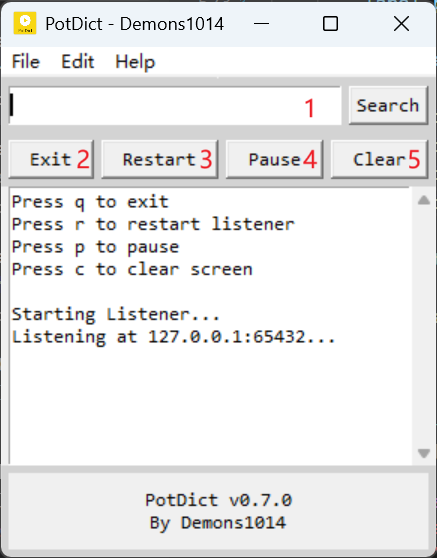 PotDict - Demons1014
File Edit Help
1 Search
Exit 2 Restart 3 Pause 4 Clear 5
Press q to exit
Press r to restart listener
Press p to pause
Press c to clear screen
Starting Listener...
Listening at 127.0.0.1:65432...
PotDict v0.7.0
By Demons1014